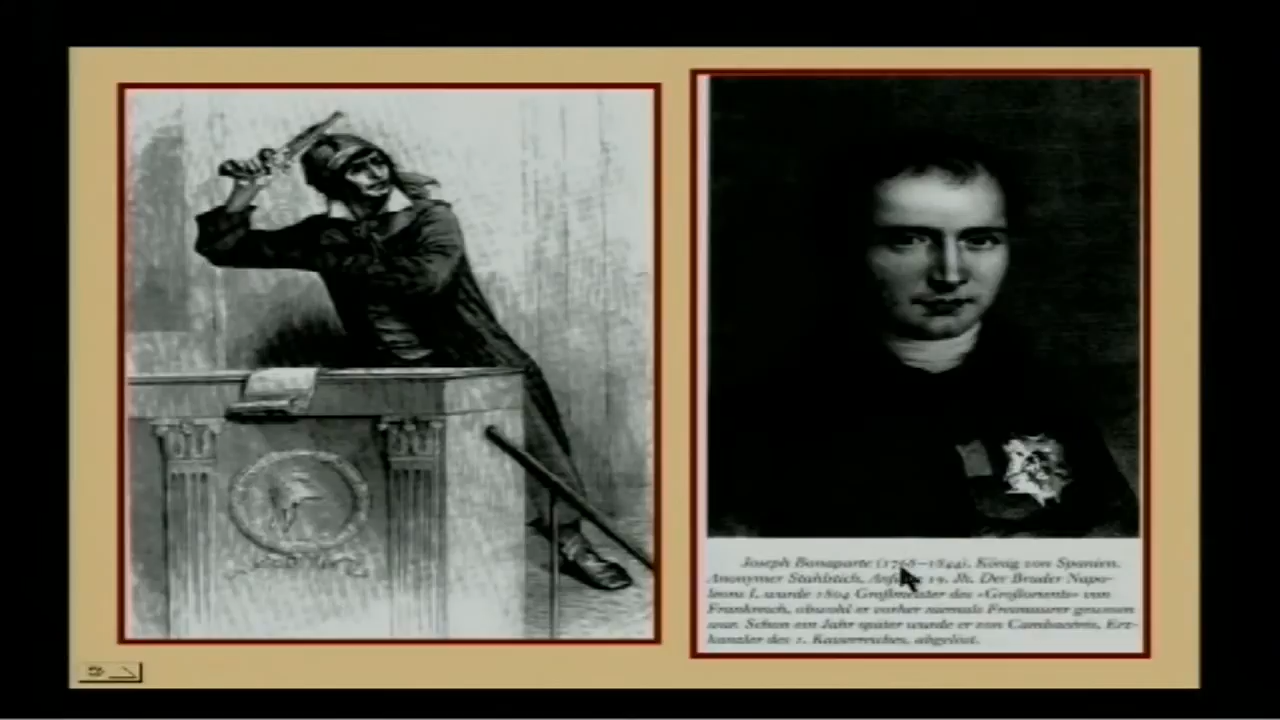 Joseph Bonaparte (1768–1844), König von Spanien.
Anonymer Stahlstich, Anfang 19. Jh. Der Bruder Napo-
leons I. wurde 1804 Großmeister des «Großorients» von
Frankreich, obwohl er vorher niemals Freimaurer gewesen
war. Schon ein Jahr später wurde er von Cambacérès, Erz-
kanzler des 1. Kaiserreiches, abgelöst.